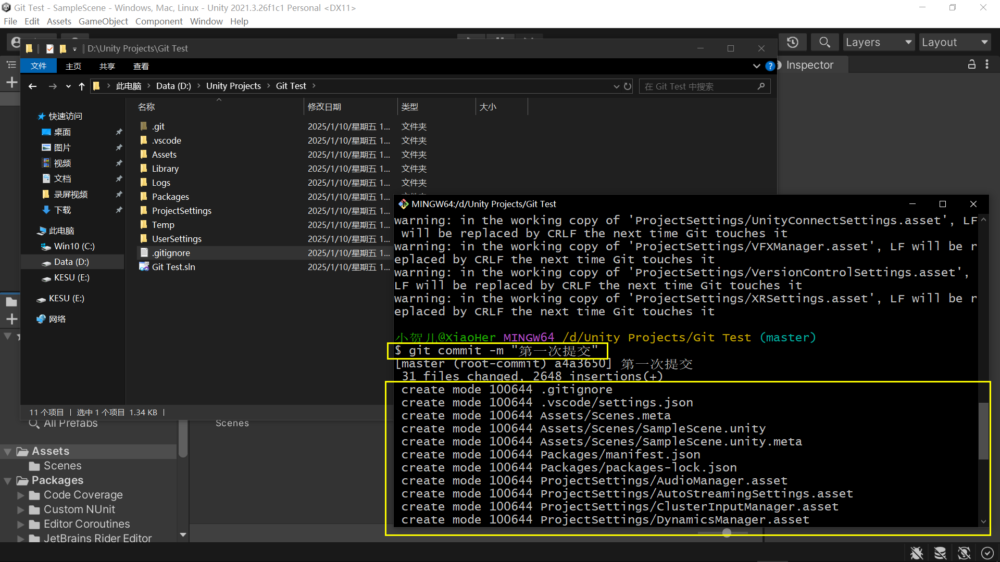 Git Test - SampleScene - Windows, Mac, Linux - Unity 2021.3.26f1c1 Personal <DX11>
File Edit Assets GameObject Component Window Help
Layers
Layout
Inspector
D:\Unity Projects\Git Test
文件 主页 共享 查看
此电脑 Data (D:) Unity Projects Git Test
在 Git Test 中搜索
快速访问
桌面
图片
视频
文档
录屏视频
下载
此电脑
Win10 (C:)
Data (D:)
KESU (E:)
KESU (E:)
网络
名称 修改日期 类型 大小
.git 2025/1/10/星期五 1... 文件夹
.vscode 2025/1/10/星期五 1... 文件夹
Assets 2025/1/10/星期五 1... 文件夹
Library 2025/1/10/星期五 1... 文件夹
Logs 2025/1/10/星期五 1... 文件夹
Packages 2025/1/10/星期五 1...
ProjectSettings 2025/1/10/星期五 1...
Temp 2025/1/10/星期五 1...
UserSettings 2025/1/10/星期五 1...
.gitignore 2025/1/10/星期五 1...
Git Test.sln 2025/1/10/星期五 1...
11 个项目 选中 1 个项目 1.34 KB
MINGW64:/d/Unity Projects/Git Test
warning: in the working copy of 'ProjectSettings/UnityConnectSettings.asset', LF
will be replaced by CRLF the next time Git touches it
warning: in the working copy of 'ProjectSettings/VFXManager.asset', LF will be r
eplaced by CRLF the next time Git touches it
warning: in the working copy of 'ProjectSettings/VersionControlSettings.asset',
LF will be replaced by CRLF the next time Git touches it
warning: in the working copy of 'ProjectSettings/XRSettings.asset', LF will be r
eplaced by CRLF the next time Git touches it
小贺儿@XiaoHer MINGW64 /d/Unity Projects/Git Test (master)
$ git commit -m "第一次提交"
[master (root-commit) a4a3650] 第一次提交
31 files changed, 2648 insertions(+)
create mode 100644 .gitignore
create mode 100644 .vscode/settings.json
create mode 100644 Assets/Scenes.meta
create mode 100644 Assets/Scenes/SampleScene.unity
create mode 100644 Assets/Scenes/SampleScene.unity.meta
create mode 100644 Packages/manifest.json
create mode 100644 Packages/packages-lock.json
create mode 100644 ProjectSettings/AudioManager.asset
create mode 100644 ProjectSettings/AutoStreamingSettings.asset
create mode 100644 ProjectSettings/ClusterInputManager.asset
create mode 100644 ProjectSettings/DynamicsManager.asset
All Prefabs
Assets
Scenes
Packages
Code Coverage
Custom NUnit
Editor Coroutines
JetBrains Rider Editor
Scenes